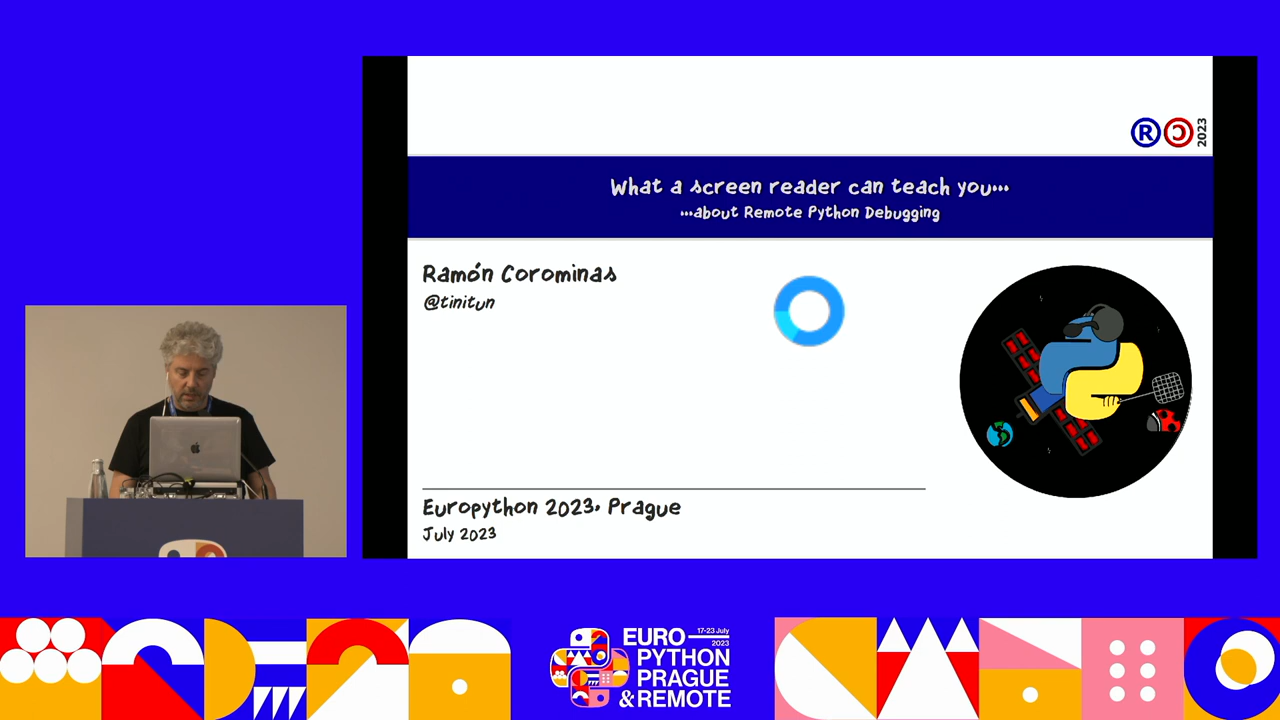 ® Ɔ 2023
What a screen reader can teach you...
...about Remote Python Debugging
Ramón Corominas
@tinitun
Europython 2023, Prague
July 2023
EURO
17-23 July
2023
PYTHON
PRAGUE
& REMOTE